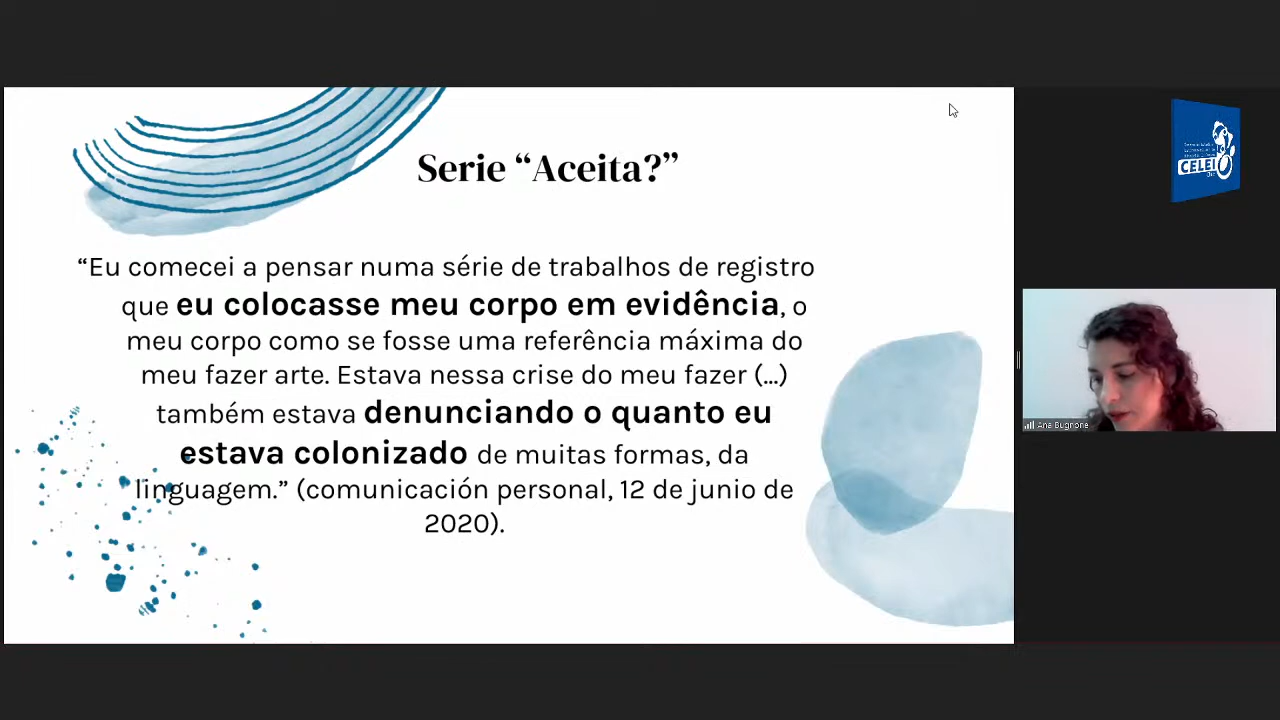 Serie “Aceita?”
“Eu comecei a pensar numa série de trabalhos de registro
que eu colocasse meu corpo em evidência, o
meu corpo como se fosse uma referência máxima do
meu fazer arte. Estava nessa crise do meu fazer (...)
também estava denunciando o quanto eu
estava colonizado de muitas formas, da
linguagem.” (comunicación personal, 12 de junio de
2020).
CELEI
Ana Bugnone